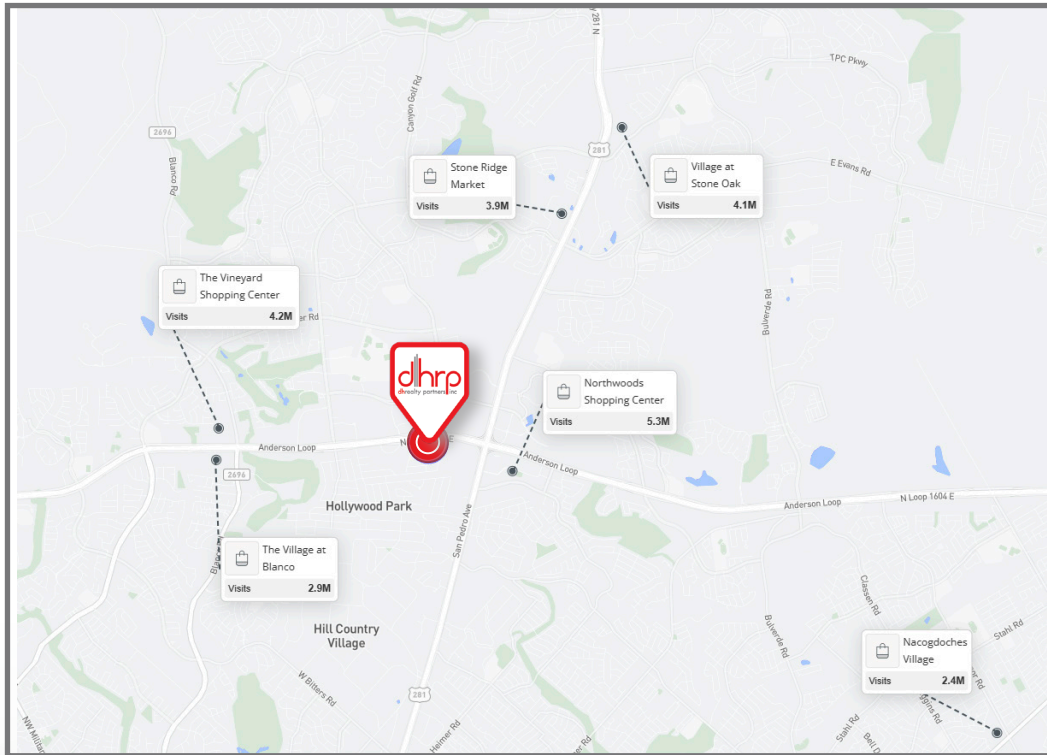 281 N
TPC Pkwy
Canyon Golf Rd
2696
Blanco Rd
281
E Evans Rd
Stone Ridge
Market
Visits 3.9M
Village at
Stone Oak
Visits 4.1M
The Vineyard
Shopping Center
Visits 4.2M
Bulverde Rd
dhrp
dhrealty partners, inc
Northwoods
Shopping Center
Visits 5.3M
Anderson Loop
N
E
Anderson Loop
2696
Hollywood Park
San Pedro Ave
Anderson Loop
N Loop 1604 E
The Village at
Blanco
Visits 2.9M
Hill Country
Village
Classen Rd
Bulverde Rd
Stahl Rd
Nacogdoches
Village
Visits 2.4M
W Bitters Rd
281
Heimer Rd
Stahl Rd
NW Milita